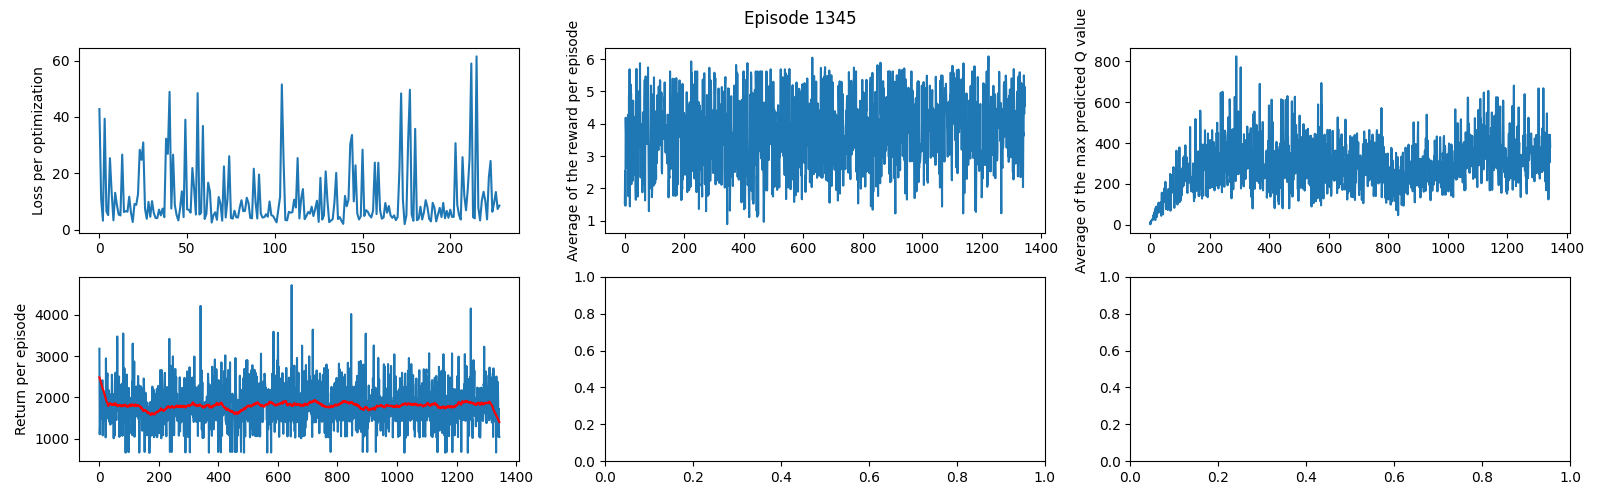 Episode 1345
Loss per optimization
60
40
20
0
0 50 100 150 200
Average of the reward per episode
6
5
4
3
2
1
0 200 400 600 800 1000 1200 1400
Average of the max predicted Q value
800
600
400
200
0
0 200 400 600 800 1000 1200 1400
Return per episode
4000
3000
2000
1000
0 200 400 600 800 1000 1200 1400
1.0
0.8
0.6
0.4
0.2
0.0
0.0 0.2 0.4 0.6 0.8 1.0
1.0
0.8
0.6
0.4
0.2
0.0
0.0 0.2 0.4 0.6 0.8 1.0